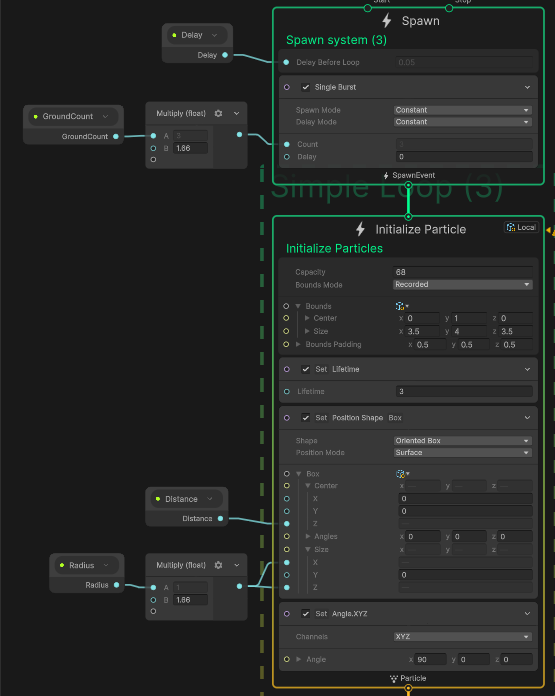 Start Stop
Spawn
Spawn system (3)
Delay
Delay
Delay Before Loop 0.05
Single Burst
Spawn Mode Constant
Delay Mode Constant
GroundCount
GroundCount
Multiply (float)
A 3
B 1.66
Count
Delay 0
SpawnEvent
Simple Loop (3)
Initialize Particle
Local
Initialize Particles
Capacity 68
Bounds Mode Recorded
Bounds
Center x 0 y 1 z 0
Size x 3.5 y 4 z 3.5
Bounds Padding x 0.5 y 0.5 z 0.5
Set Lifetime
Lifetime 3
Set Position Shape Box
Shape Oriented Box
Position Mode Surface
Box
Center x — y — z —
X 0
Y 0
Z
Distance
Distance
Angles x 0 y 0 z 0
Size x — y — z —
X
Y 0
Z
Radius
Radius
Multiply (float)
A 1
B 1.66
Set Angle.XYZ
Channels XYZ
Angle x 90 y 0 z 0
Particle